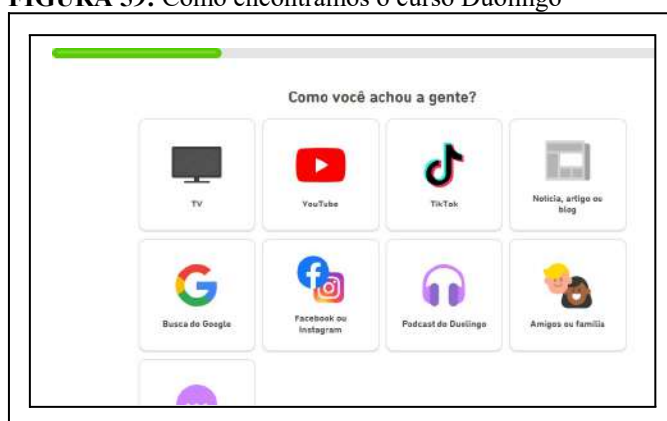 FIGURA 39: Como encontramos o curso Duolingo
Como você achou a gente?
TV
YouTube
TikTok
Notícia, artigo ou
blog
Busca do Google
Facebook ou
Instagram
Podcast do Duolingo
Amigos ou família